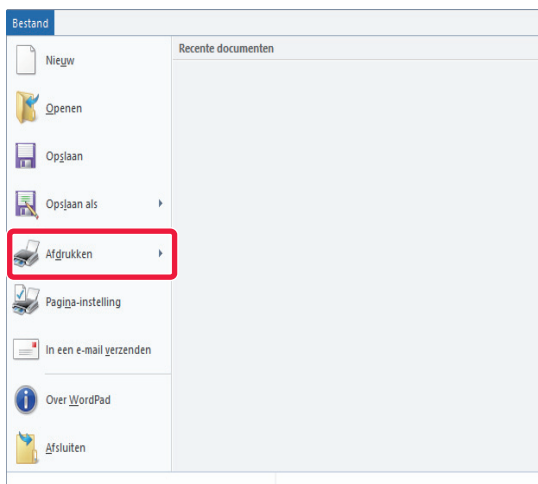 Bestand
Nieuw
Recente documenten
Openen
Opslaan
Opslaan als
Afdrukken
Pagina-instelling
In een e-mail verzenden
Over WordPad
Afsluiten